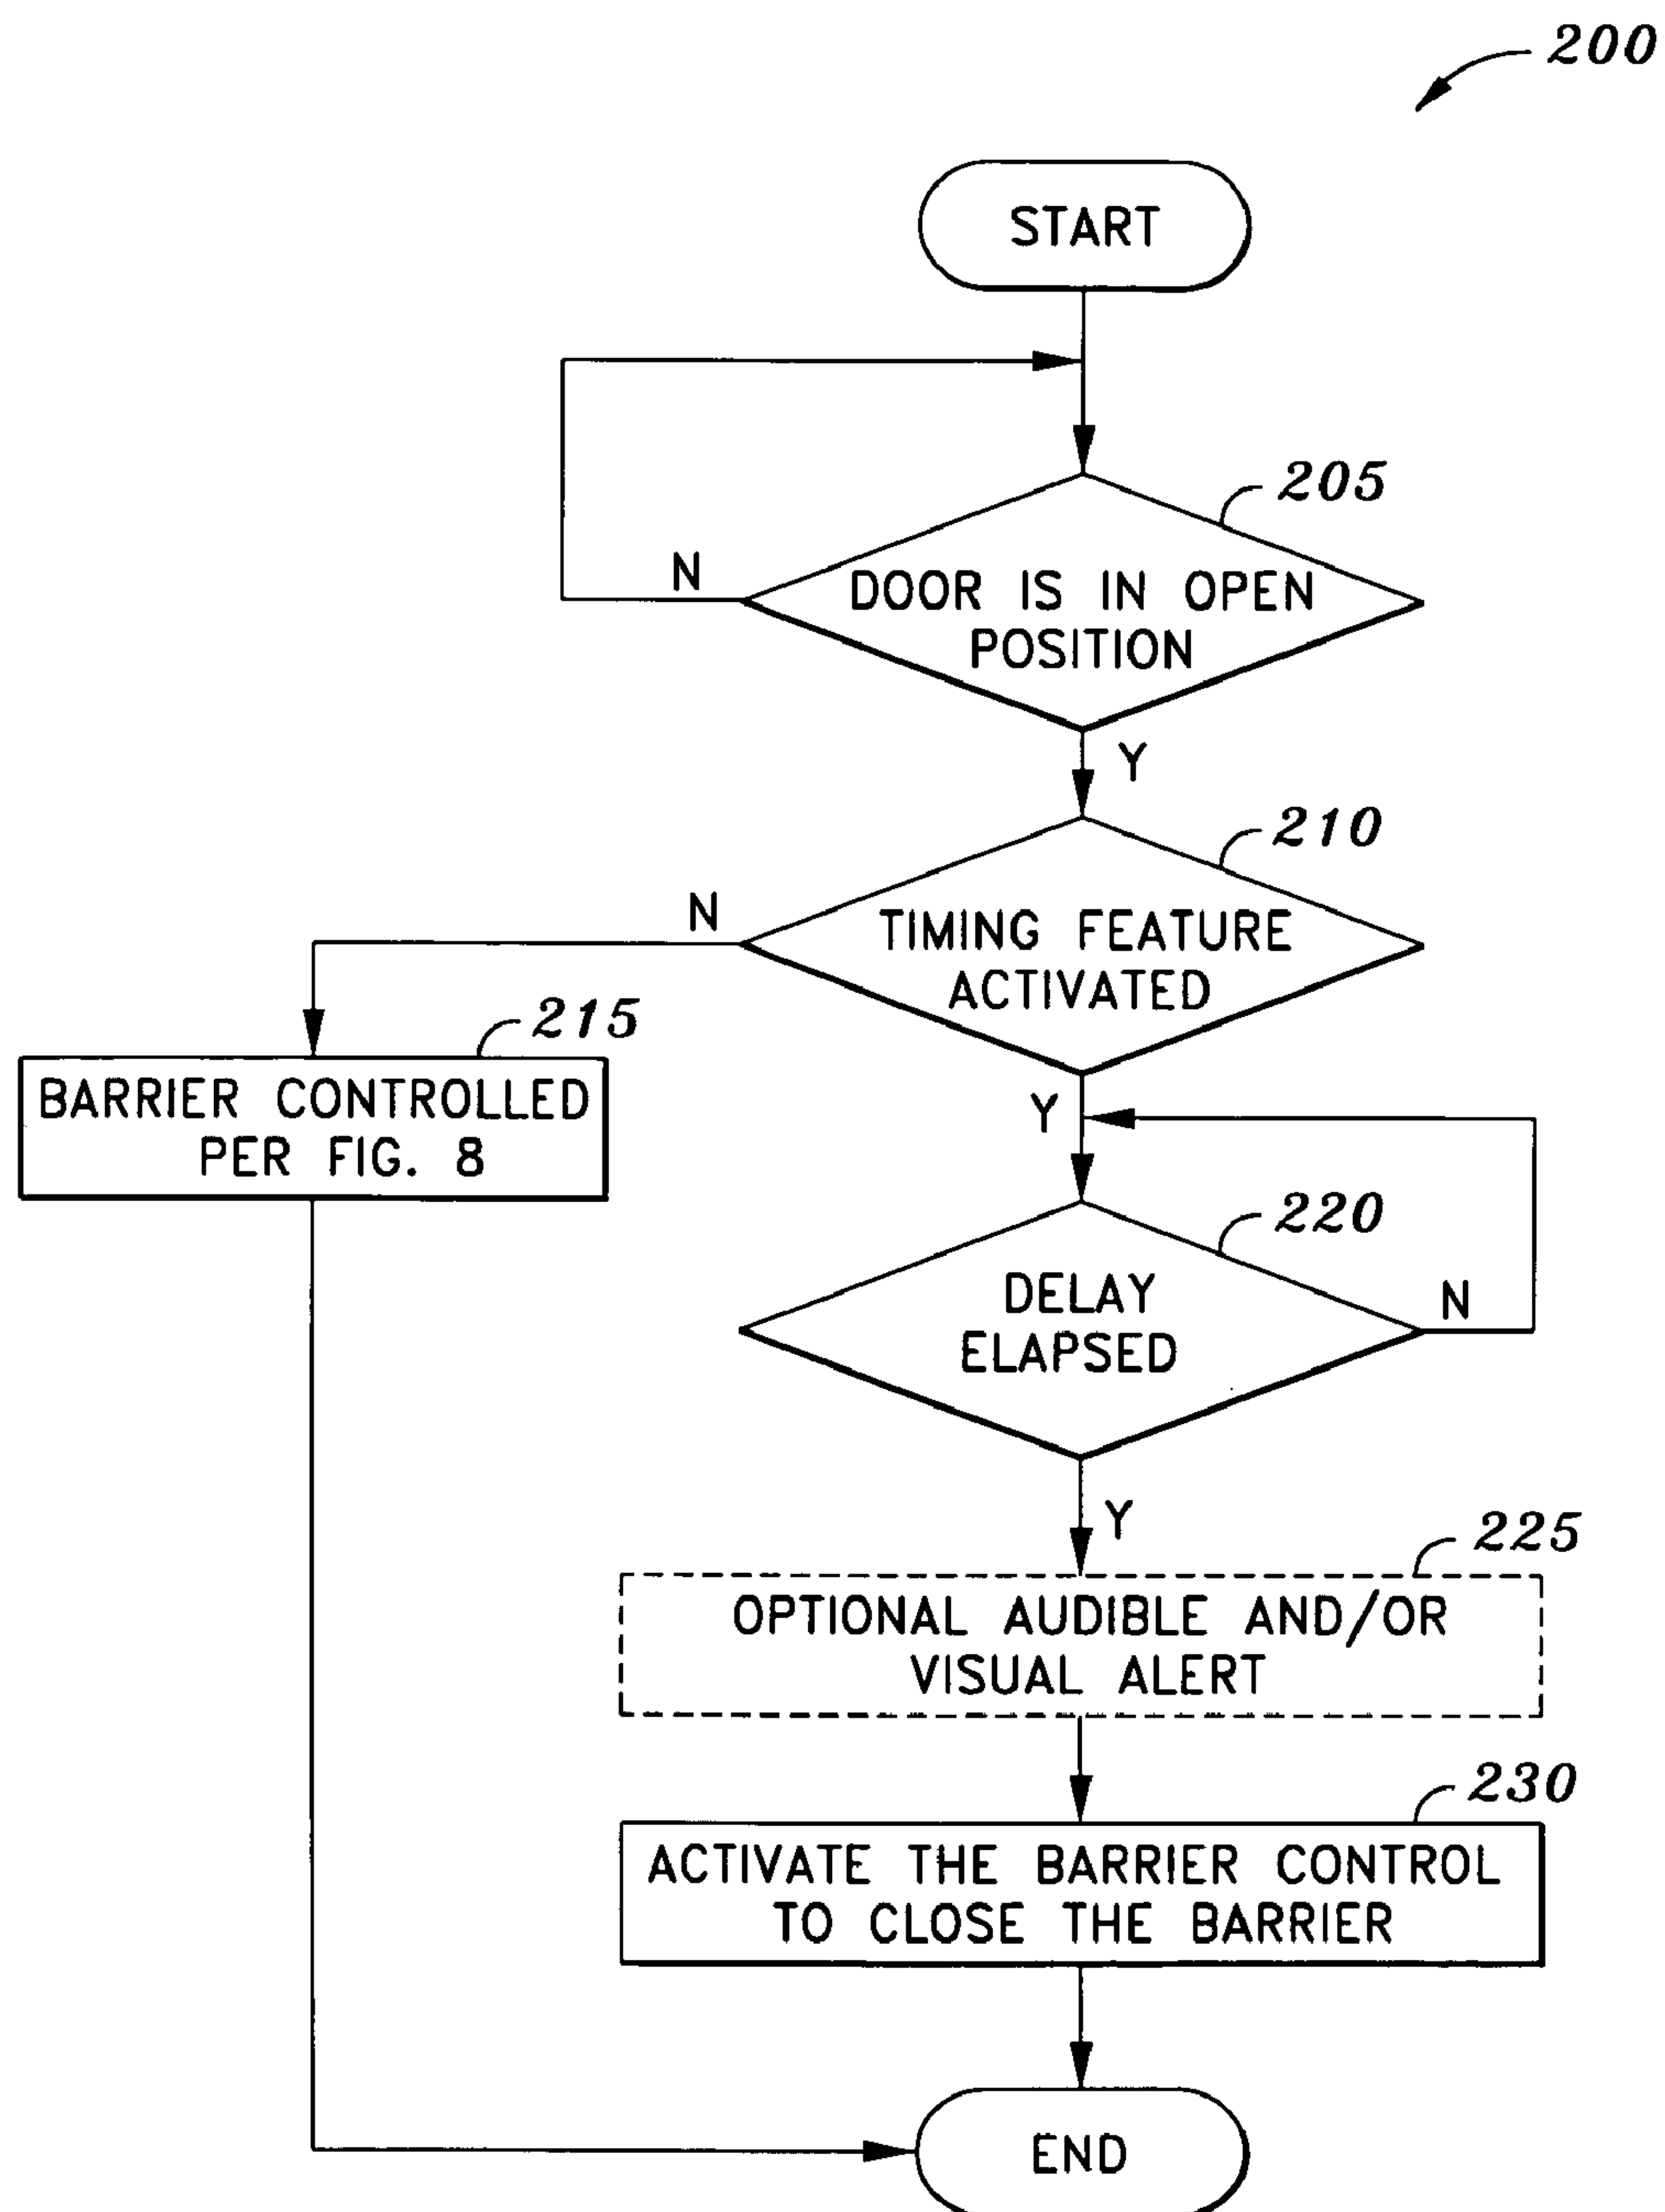 200
START
205
N
DOOR IS IN OPEN
POSITION
Y
210
N
TIMING FEATURE
ACTIVATED
215
Y
BARRIER CONTROLLED
PER FIG. 8
220
DELAY
ELAPSED
N
Y
225
OPTIONAL AUDIBLE AND/OR
VISUAL ALERT
230
ACTIVATE THE BARRIER CONTROL
TO CLOSE THE BARRIER
END